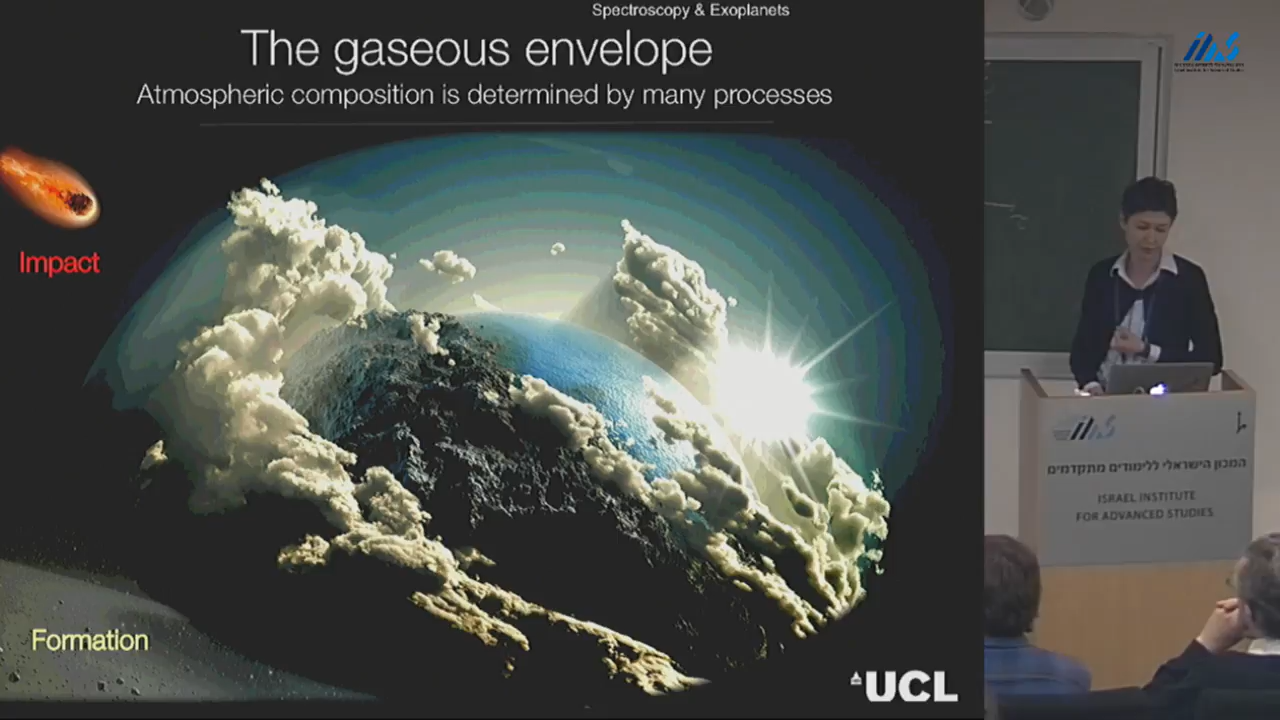 Spectroscopy & Exoplanets
The gaseous envelope
Atmospheric composition is determined by many processes
Impact
Formation
UCL
המכון הישראלי ללימודים מתקדמים
ISRAEL INSTITUTE
FOR ADVANCED STUDIES